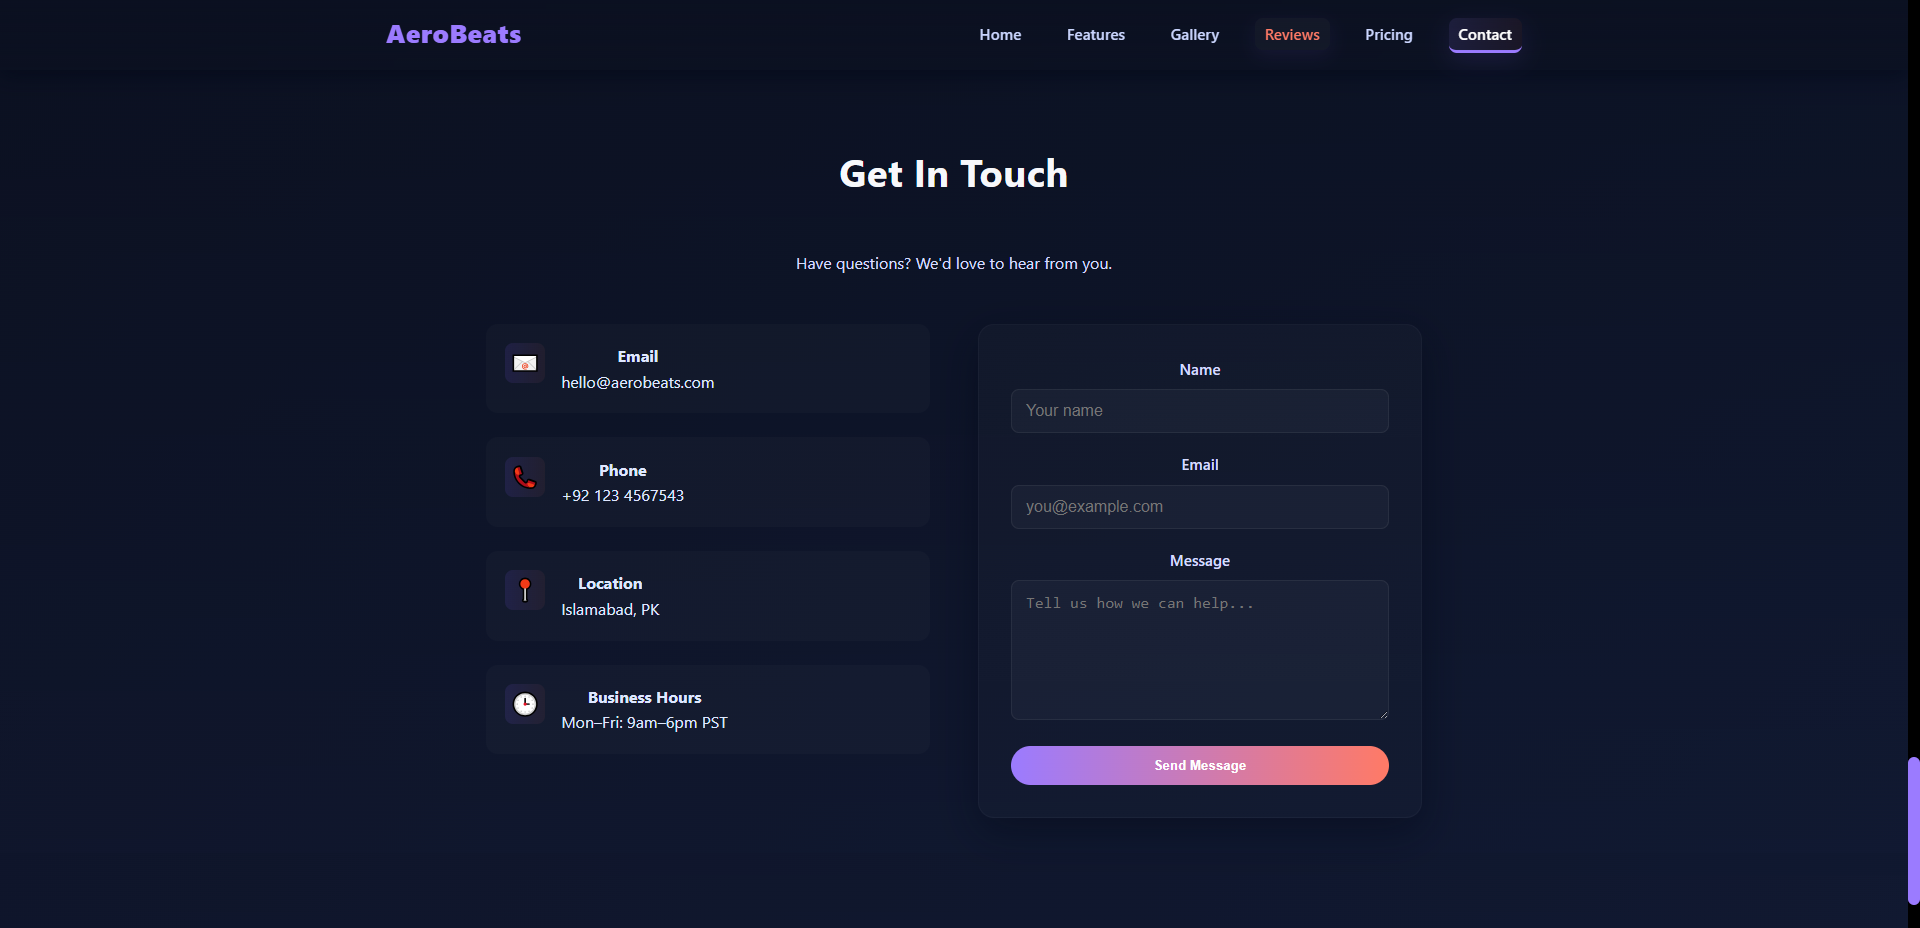 AeroBeats
Home Features Gallery Reviews Pricing Contact
Get In Touch
Have questions? We'd love to hear from you.
Email
hello@aerobeats.com
Phone
+92 123 4567543
Location
Islamabad, PK
Business Hours
Mon–Fri: 9am–6pm PST
Name
Your name
Email
you@example.com
Message
Tell us how we can help...
Send Message